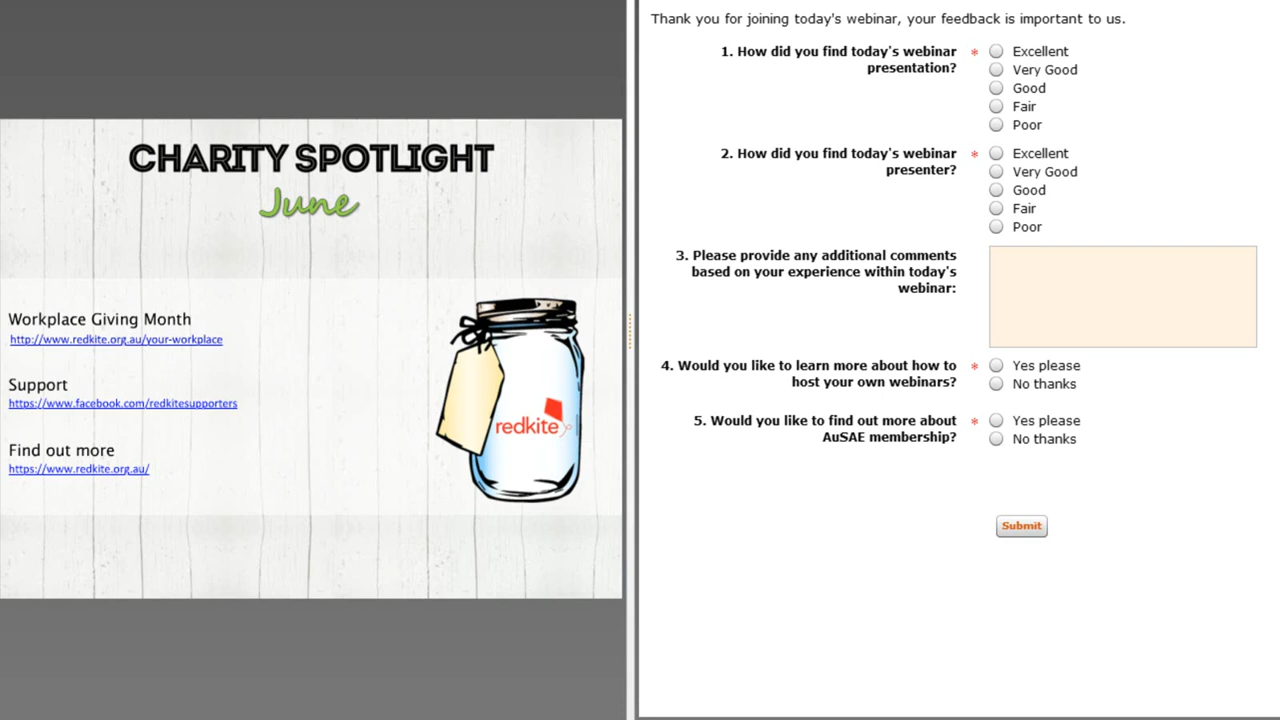 CHARITY SPOTLIGHT
June
Workplace Giving Month
http://www.redkite.org.au/your-workplace
Support
https://www.facebook.com/redkitesupporters
Find out more
https://www.redkite.org.au/
redkite
Thank you for joining today's webinar, your feedback is important to us.
1. How did you find today's webinar
presentation?
*
Excellent
Very Good
Good
Fair
Poor
2. How did you find today's webinar
presenter?
*
Excellent
Very Good
Good
Fair
Poor
3. Please provide any additional comments
based on your experience within today's
webinar:
4. Would you like to learn more about how to
host your own webinars?
*
Yes please
No thanks
5. Would you like to find out more about
AuSAE membership?
*
Yes please
No thanks
Submit